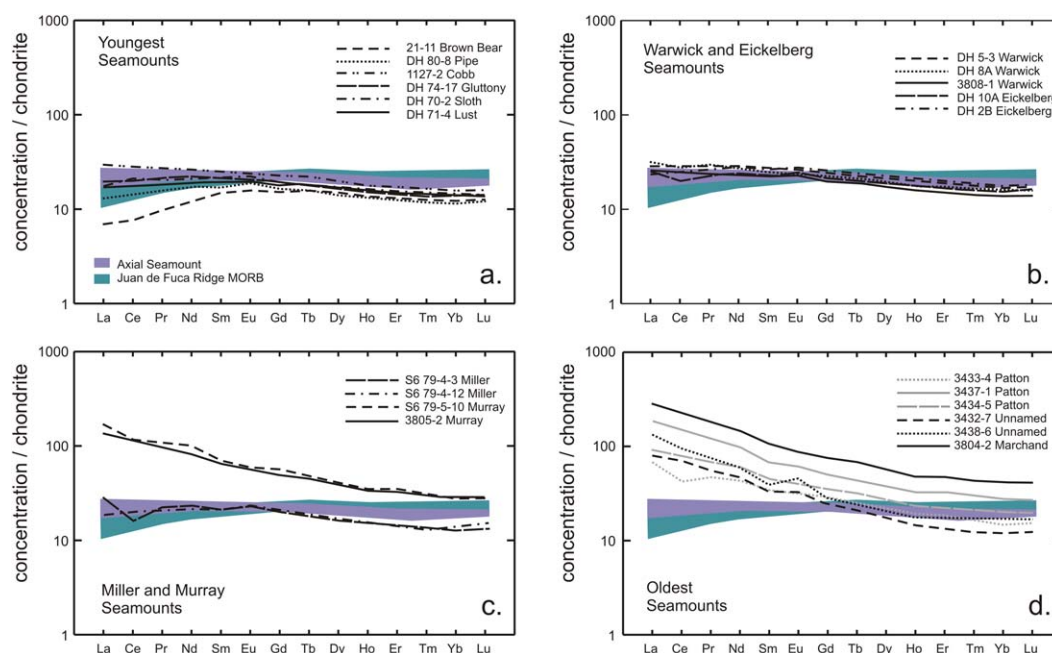 1000
100
10
1
concentration / chondrite
Youngest
Seamounts
21-11 Brown Bear
DH 80-8 Pipe
1127-2 Cobb
DH 74-17 Gluttony
DH 70-2 Sloth
DH 71-4 Lust
Axial Seamount
Juan de Fuca Ridge MORB
a.
La Ce Pr Nd Sm Eu Gd Tb Dy Ho Er Tm Yb Lu
1000
100
10
1
concentration / chondrite
Warwick and Eickelberg
Seamounts
DH 5-3 Warwick
DH 8A Warwick
3808-1 Warwick
DH 10A Eickelberg
DH 2B Eickelberg
b.
La Ce Pr Nd Sm Eu Gd Tb Dy Ho Er Tm Yb Lu
1000
100
10
1
concentration / chondrite
S6 79-4-3 Miller
S6 79-4-12 Miller
S6 79-5-10 Murray
3805-2 Murray
Miller and Murray
Seamounts
c.
La Ce Pr Nd Sm Eu Gd Tb Dy Ho Er Tm Yb Lu
1000
100
10
1
concentration / chondrite
3433-4 Patton
3437-1 Patton
3434-5 Patton
3432-7 Unnamed
3438-6 Unnamed
3804-2 Marchand
Oldest
Seamounts
d.
La Ce Pr Nd Sm Eu Gd Tb Dy Ho Er Tm Yb Lu